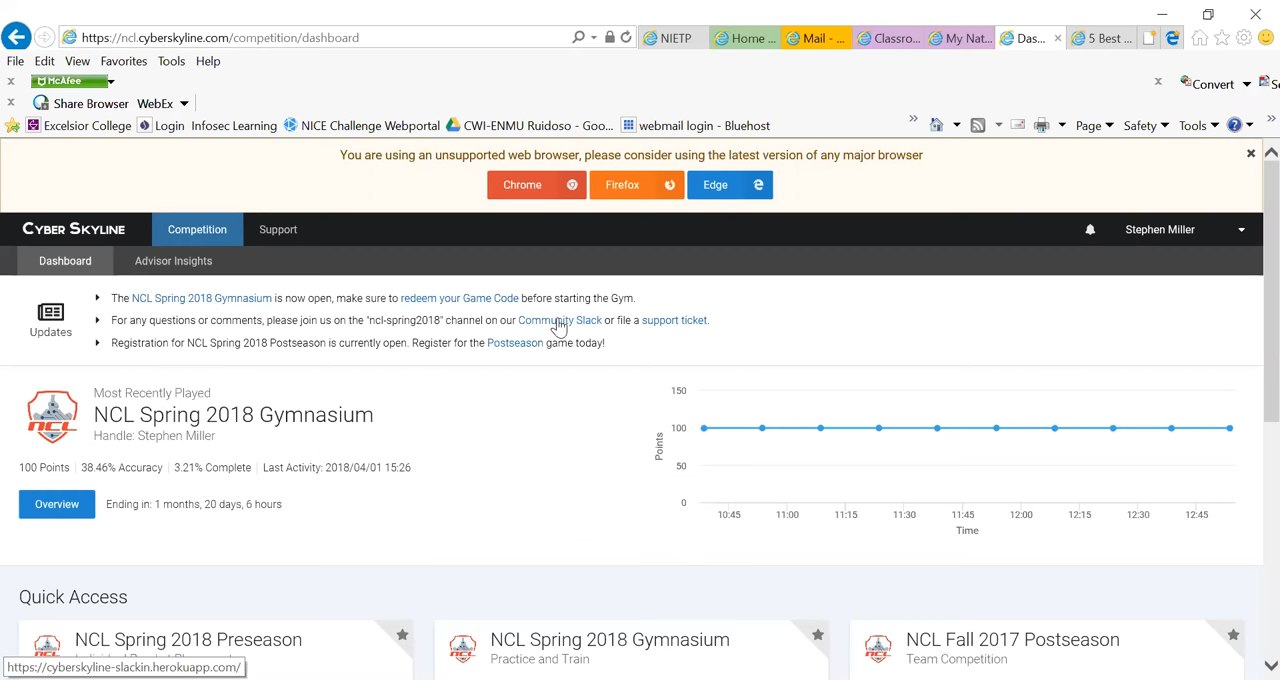 https://ncl.cyberskyline.com/competition/dashboard
NIETP
Home ...
Mail - ...
Classro...
My Nat...
Das...
5 Best ...
File Edit View Favorites Tools Help
McAfee
Convert
Share Browser WebEx
Excelsior College
Login Infosec Learning
NICE Challenge Webportal
CWI-ENMU Ruidoso - Goo...
webmail login - Bluehost
Page Safety Tools
You are using an unsupported web browser, please consider using the latest version of any major browser
Chrome
Firefox
Edge
CYBER SKYLINE
Competition
Support
Stephen Miller
Dashboard
Advisor Insights
Updates
The NCL Spring 2018 Gymnasium is now open, make sure to redeem your Game Code before starting the Gym.
For any questions or comments, please join us on the "ncl-spring2018" channel on our Community Slack or file a support ticket.
Registration for NCL Spring 2018 Postseason is currently open. Register for the Postseason game today!
NCL
Most Recently Played
NCL Spring 2018 Gymnasium
Handle: Stephen Miller
100 Points 38.46% Accuracy 3.21% Complete Last Activity: 2018/04/01 15:26
Overview
Ending in: 1 months, 20 days, 6 hours
150
100
50
0
Points
10:45 11:00 11:15 11:30 11:45 12:00 12:15 12:30 12:45
Time
Quick Access
NCL Spring 2018 Preseason
NCL Spring 2018 Gymnasium
Practice and Train
NCL Fall 2017 Postseason
Team Competition
https://cyberskyline-slackin.herokuapp.com/